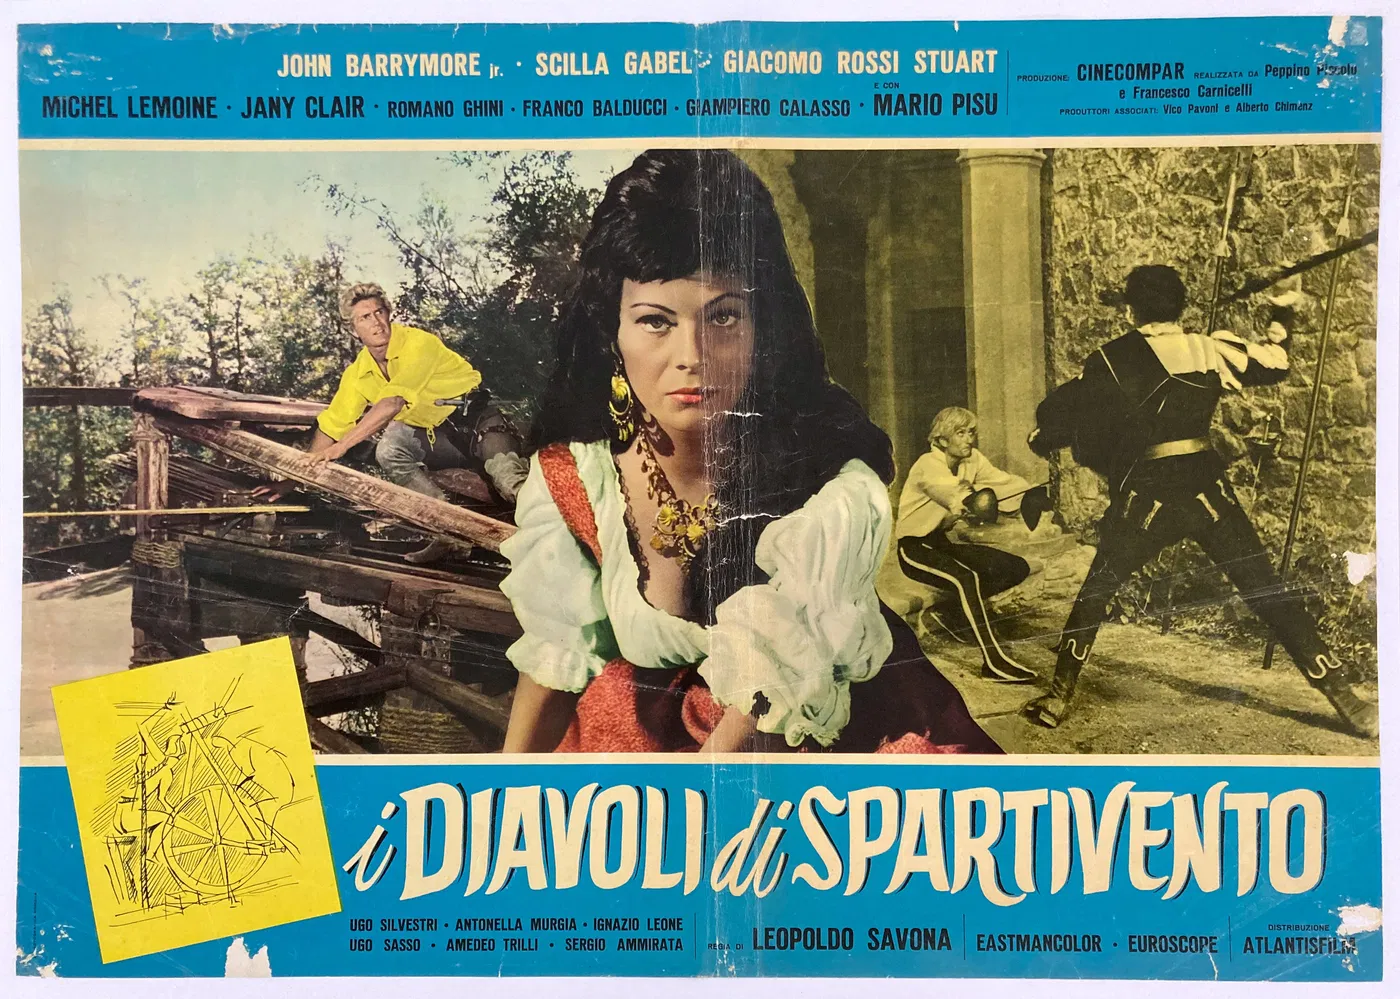 JOHN BARRYMORE jr. · SCILLA GABEL · GIACOMO ROSSI STUART
MICHEL LEMOINE · JANY CLAIR · ROMANO GHINI · FRANCO BALDUCCI · GIAMPIERO CALASSO · E CON MARIO PISU
PRODUZIONE: CINECOMPAR REALIZZATA DA Peppino Piccolo
e Francesco Carnicelli
PRODUTTORI ASSOCIATI: Vico Pavoni e Alberto Chimenz
i DIAVOLI di SPARTIVENTO
UGO SILVESTRI · ANTONELLA MURGIA · IGNAZIO LEONE
UGO SASSO · AMEDEO TRILLI · SERGIO AMMIRATA
REGIA DI LEOPOLDO SAVONA
EASTMANCOLOR · EUROSCOPE
DISTRIBUZIONE
ATLANTISFILM